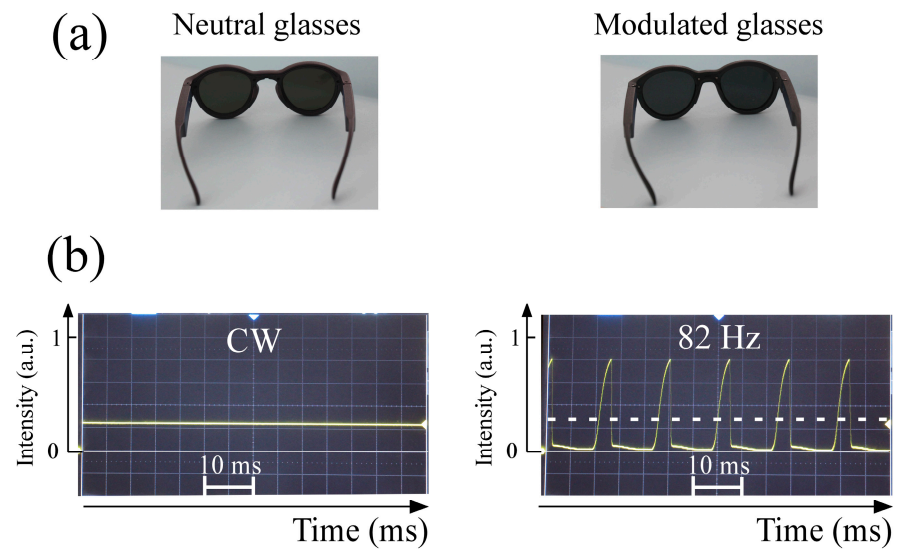 (a)
Neutral glasses
Modulated glasses
(b)
1
CW
Intensity (a.u.)
0
10 ms
Time (ms)
1
82 Hz
Intensity (a.u.)
0
10 ms
Time (ms)